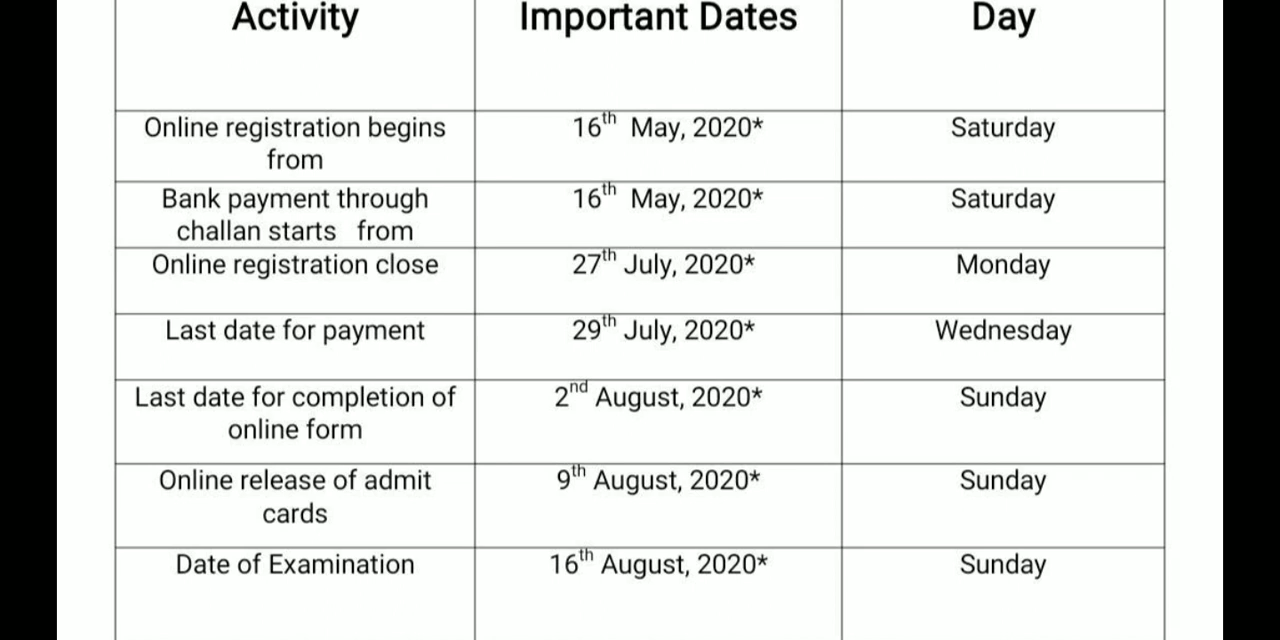 Activity Important Dates Day
Online registration begins 16th May, 2020* Saturday
from
Bank payment through 16th May, 2020* Saturday
challan starts from
Online registration close 27th July, 2020* Monday
Last date for payment 29th July, 2020* Wednesday
Last date for completion of 2nd August, 2020* Sunday
online form
Online release of admit 9th August, 2020* Sunday
cards
Date of Examination 16th August, 2020* Sunday